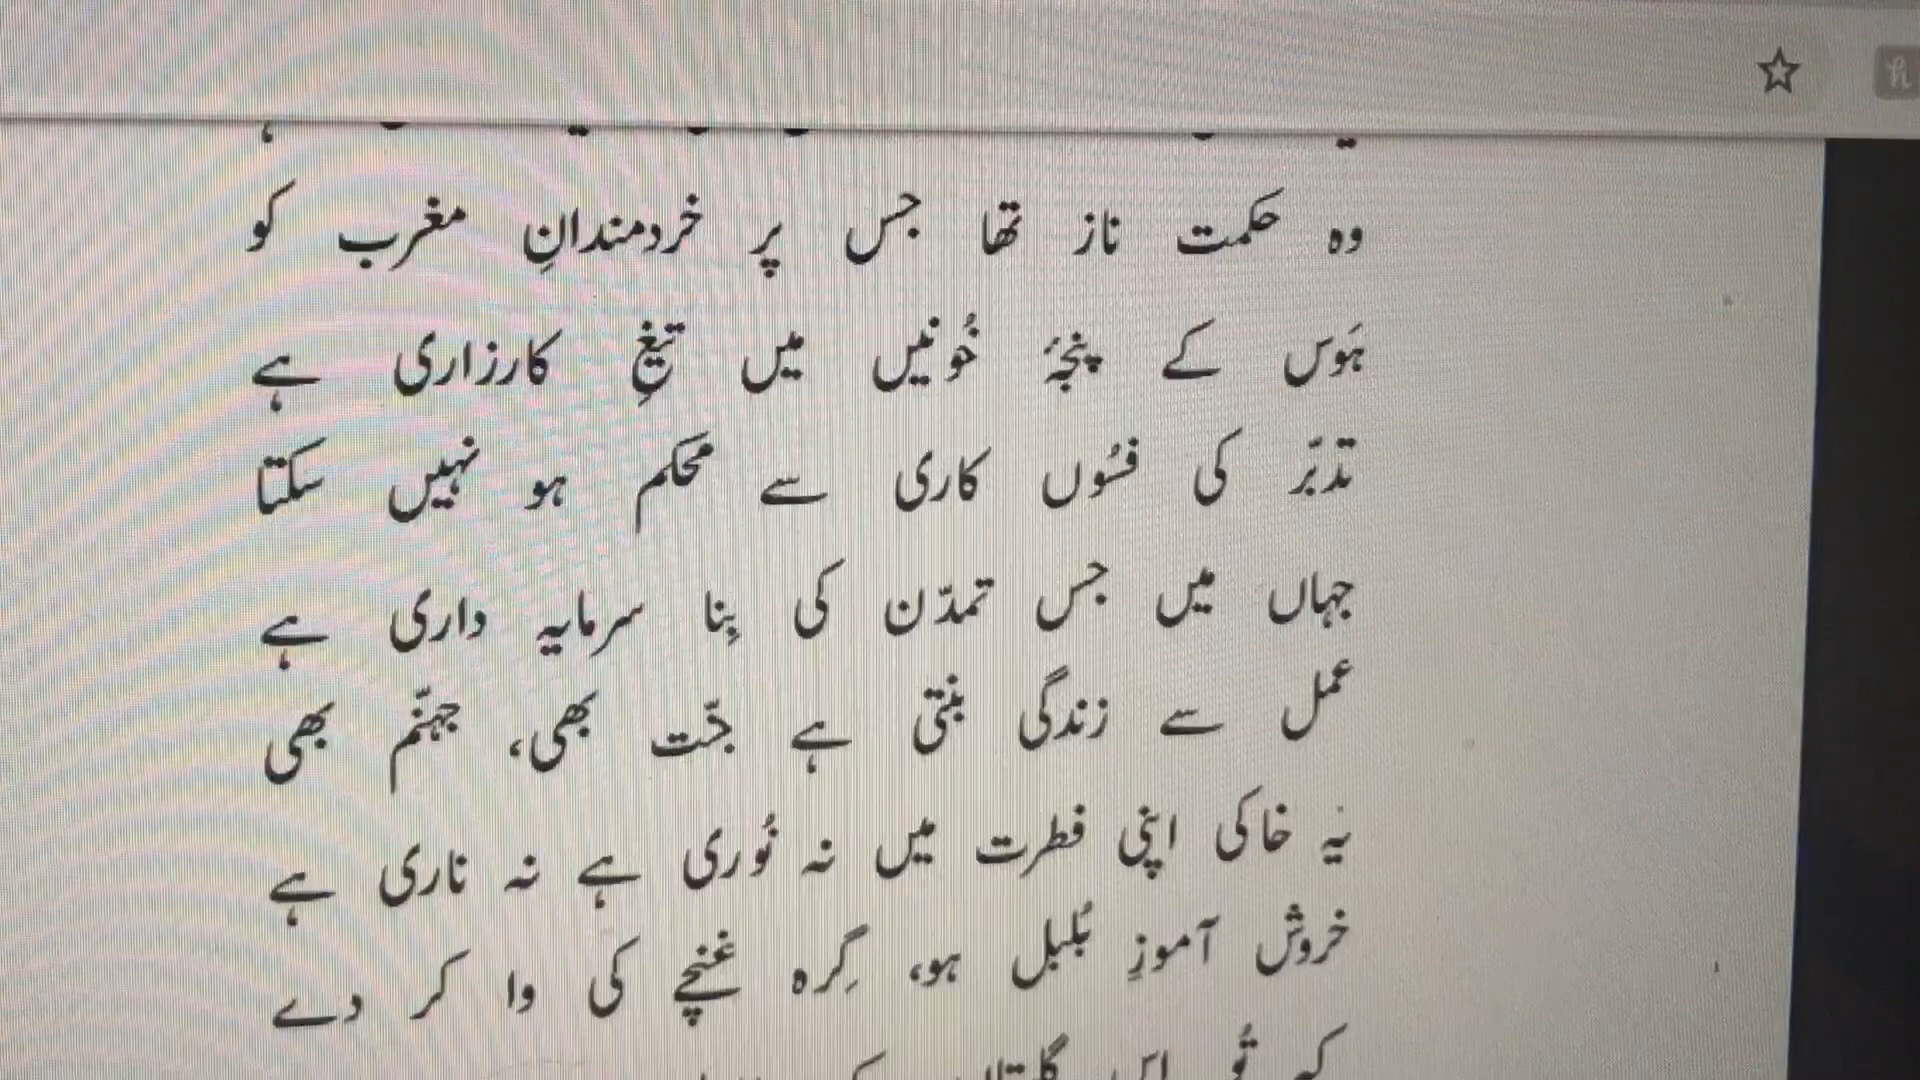 وہ حکمت ناز تھا جس پر خردمندانِ مغرب کو
ہَوس کے پنجۂ خُونیں میں تیغِ کارزاری ہے
تدبّر کی فسُوں کاری سے محکم ہو نہیں سکتا
جہاں میں جس تمدّن کی بِنا سرمایہ داری ہے
عمل سے زندگی بنتی ہے جنّت بھی، جہنّم بھی
یہ خاکی اپنی فطرت میں نہ نُوری ہے نہ ناری ہے
خروش آموزِ بُلبل ہو، گِرہ غنچے کی وا کر دے
کہ تُو اس